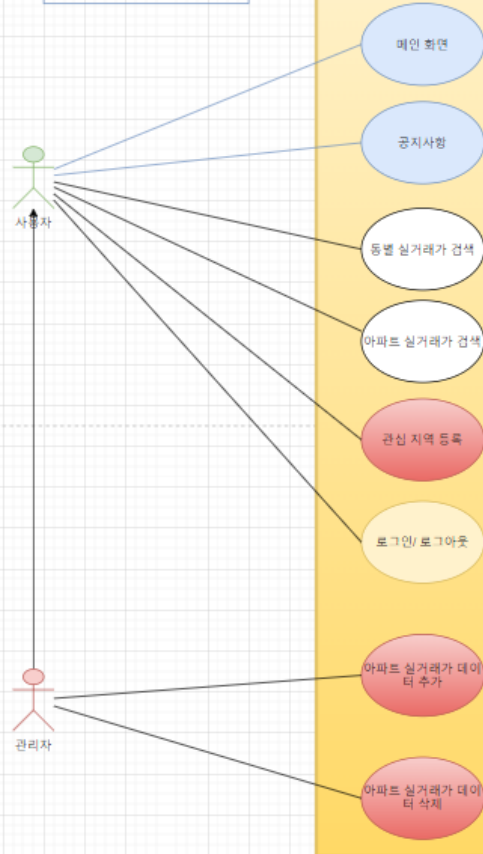 메인 화면
공지사항
사용자
동별 실거래가 검색
아파트 실거래가 검색
관심 지역 등록
로그인/ 로그아웃
아파트 실거래가 데이
터 추가
관리자
아파트 실거래가 데이
터 삭제